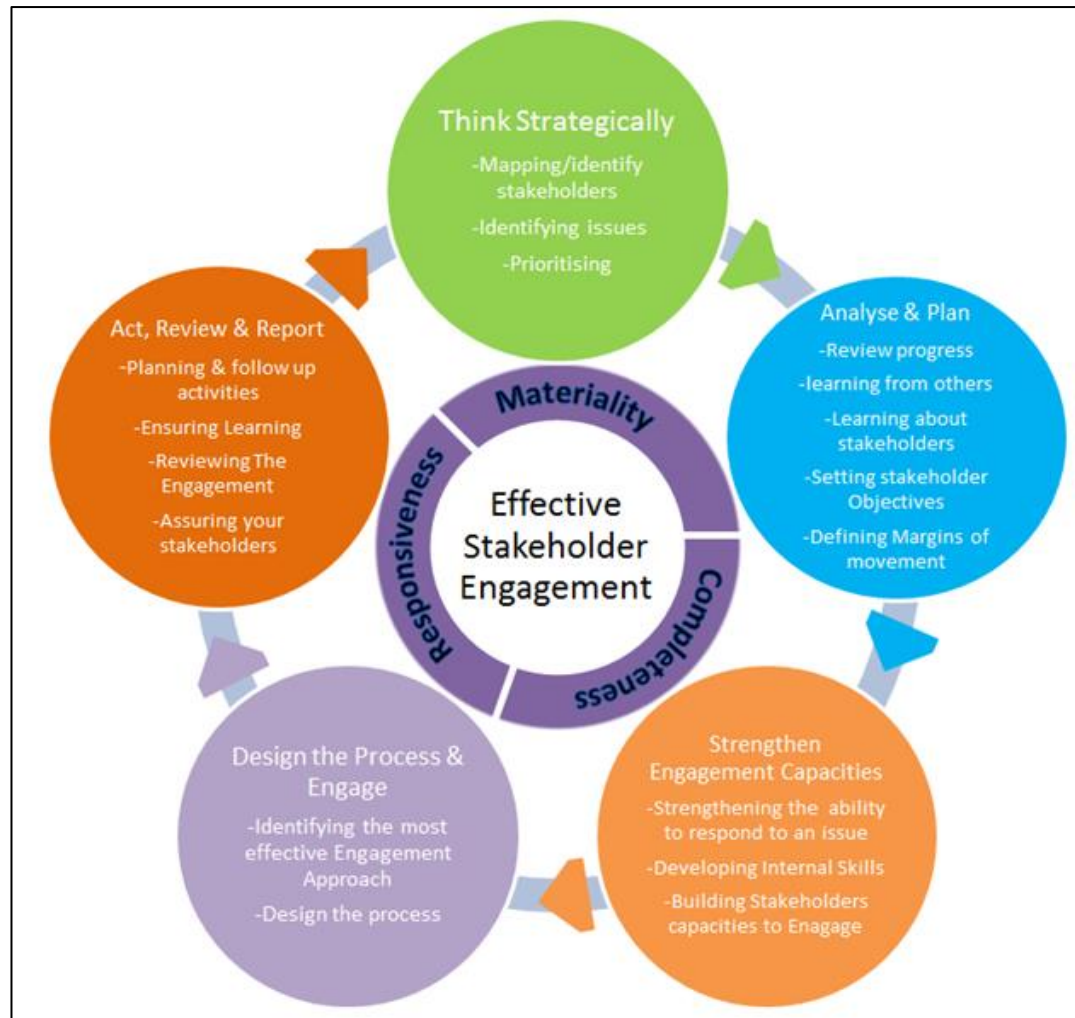 Think Strategically
-Mapping/identify
stakeholders
-Identifying issues
-Prioritising
Analyse & Plan
-Review progress
-learning from others
-Learning about
stakeholders
-Setting stakeholder
Objectives
-Defining Margins of
movement
Strengthen
Engagement Capacities
-Strengthening the ability
to respond to an issue
-Developing Internal Skills
-Building Stakeholders
capacities to Enagage
Design the Process &
Engage
-Identifying the most
effective Engagement
Approach
-Design the process
Act, Review & Report
-Planning & follow up
activities
-Ensuring Learning
-Reviewing The
Engagement
-Assuring your
stakeholders
Materiality
Completeness
Responsiveness
Effective
Stakeholder
Engagement